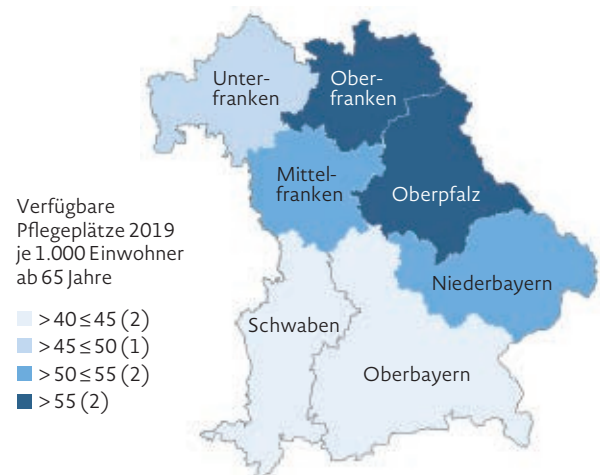 Unter-
franken
Ober-
franken
Mittel-
franken
Oberpfalz
Niederbayern
Schwaben
Oberbayern
Verfügbare
Pflegeplätze 2019
je 1.000 Einwohner
ab 65 Jahre
> 40 ≤ 45 (2)
> 45 ≤ 50 (1)
> 50 ≤ 55 (2)
> 55 (2)